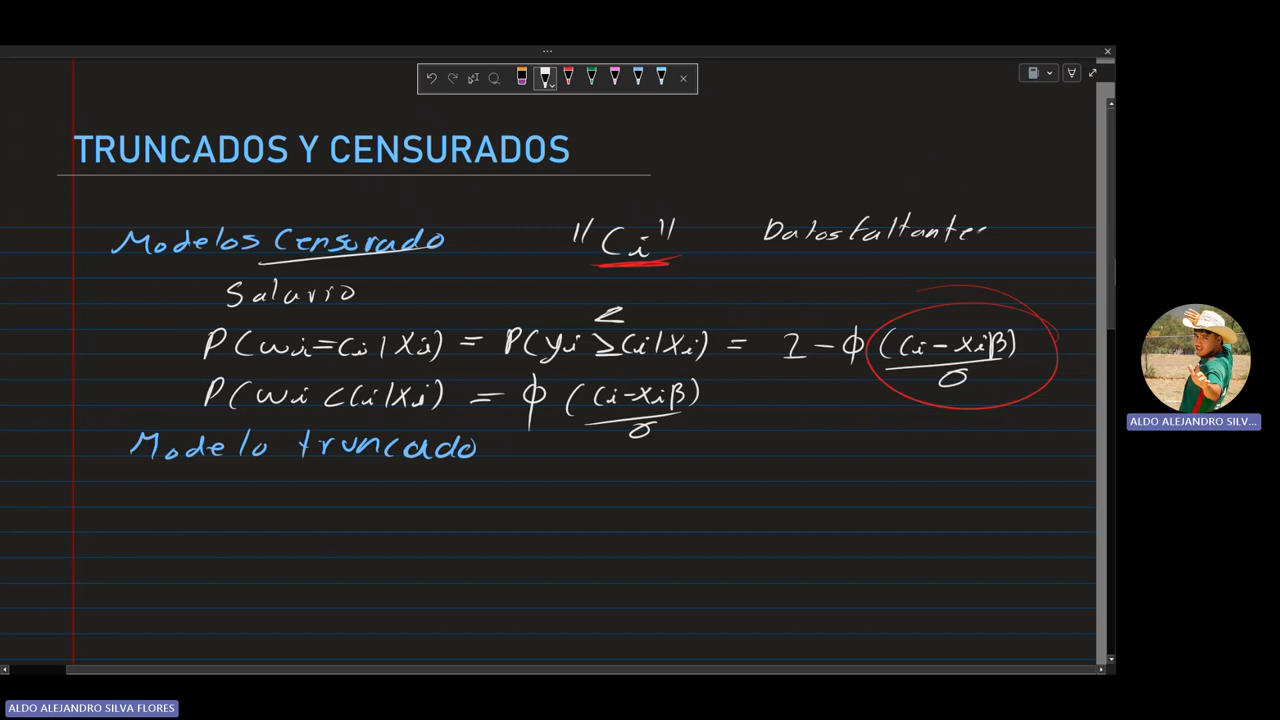 TRUNCADOS Y CENSURADOS
Modelos Censurado "Ci" Datos Faltantes
Salario
<
P(wi=ci|Xi) = P(yi ≥ Ci|Xi) = 1 - ϕ (Ci-xiβ)/σ
P(wi<Ci|Xi) = ϕ (Ci-xiβ)/σ
Modelo truncado
ALDO ALEJANDRO SILV...
ALDO ALEJANDRO SILVA FLORES